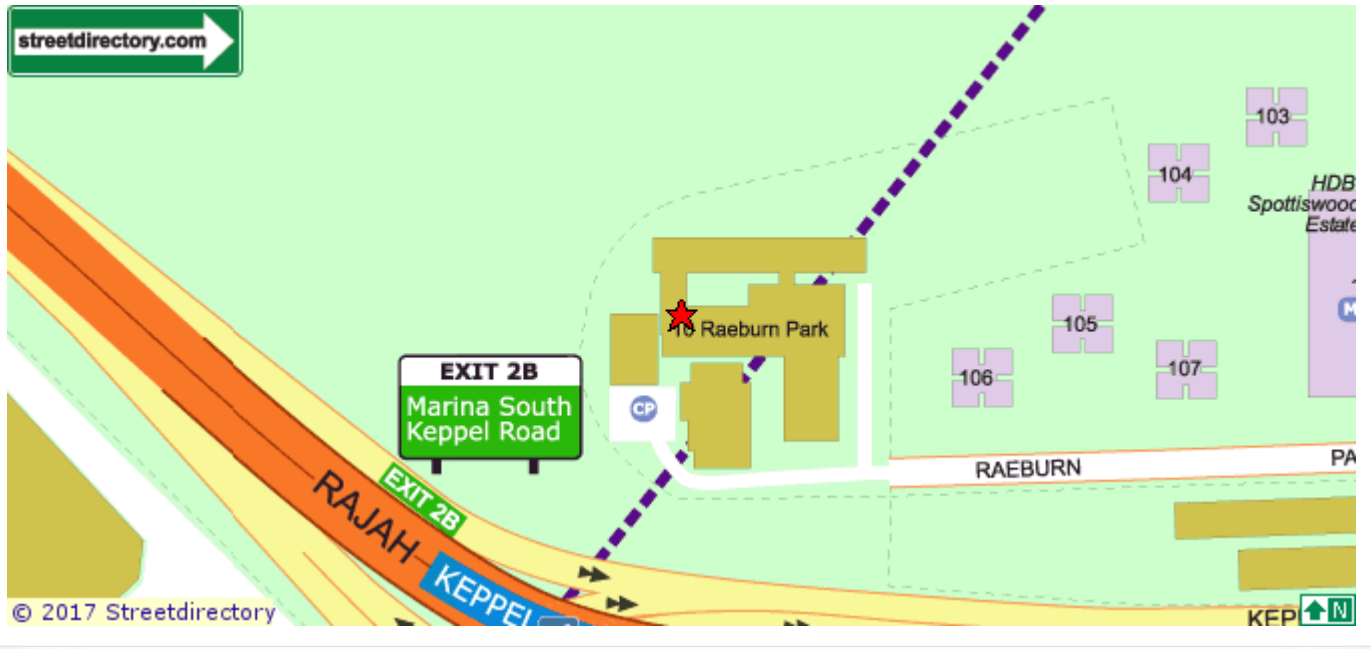 streetdirectory.com
103
104
HDB
Spottiswood
Estate
10 Raeburn Park
105
EXIT 2B
Marina South
Keppel Road
106
107
CP
M
RAEBURN
PA
EXIT 2B
RAJAH
KEPPEL
© 2017 Streetdirectory
KEP
N